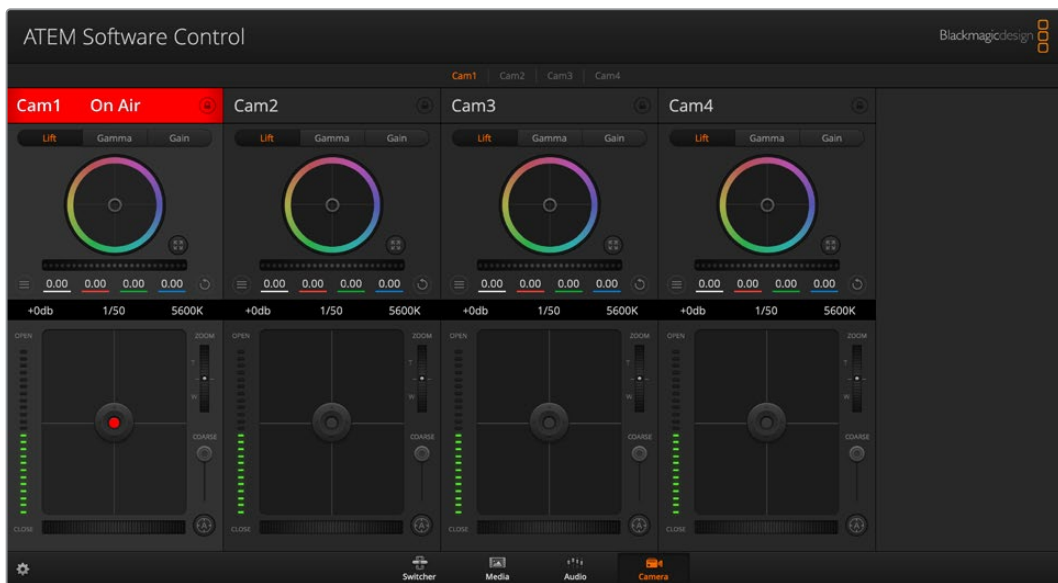 ATEM Software Control
Blackmagicdesign
Cam1 Cam2 Cam3 Cam4
Cam1 On Air Cam2 Cam3 Cam4
Lift Gamma Gain Lift Gamma Gain Lift Gamma Gain Lift Gamma Gain
0.00 0.00 0.00 0.00 0.00 0.00 0.00 0.00 0.00 0.00 0.00 0.00 0.00 0.00 0.00 0.00
+0db 1/50 5600K +0db 1/50 5600K +0db 1/50 5600K +0db 1/50 5600K
OPEN ZOOM OPEN ZOOM OPEN ZOOM OPEN ZOOM
T T T T
W W W W
COARSE COARSE COARSE COARSE
CLOSE A CLOSE A CLOSE A CLOSE A
Switcher Media Audio Camera